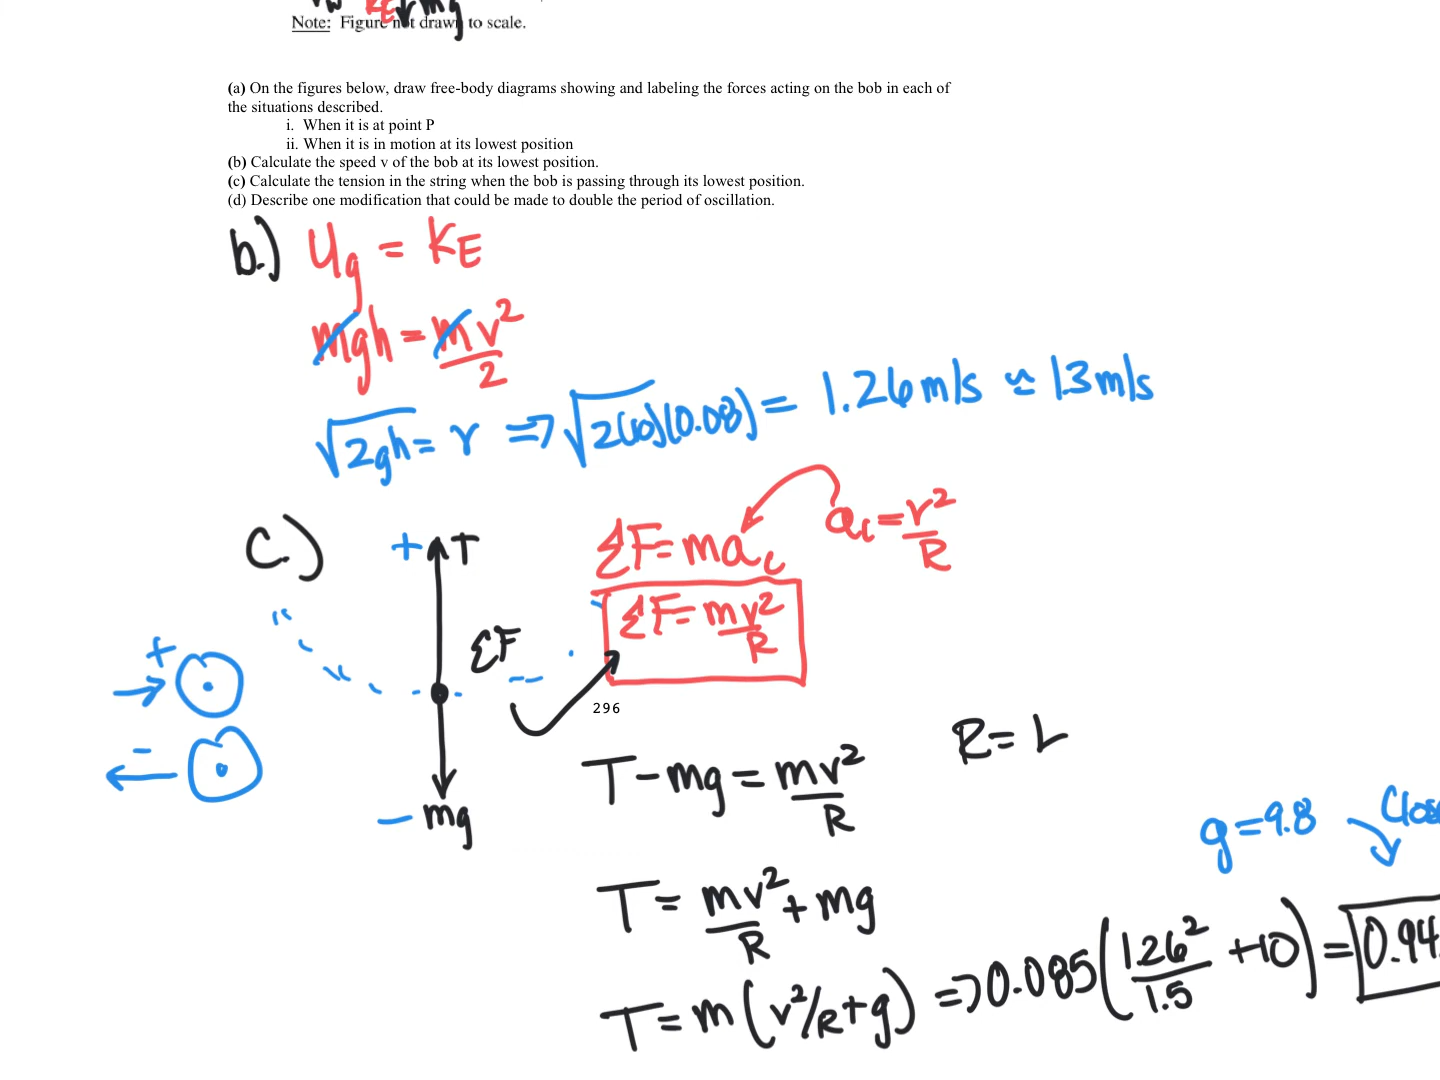 Note: Figure not drawn to scale.
(a) On the figures below, draw free-body diagrams showing and labeling the forces acting on the bob in each of
the situations described.
i. When it is at point P
ii. When it is in motion at its lowest position
(b) Calculate the speed v of the bob at its lowest position.
(c) Calculate the tension in the string when the bob is passing through its lowest position.
(d) Describe one modification that could be made to double the period of oscillation.
b.) Ug = KE
mgh = mv²/2
√2gh = v ⇒ √2(10)(0.08) = 1.26 m/s ≈ 1.3 m/s
c.)
+ T
ΣF = mac
ac = v²/R
ΣF = mv²/R
ΣF
+
-
- mg
296
T - mg = mv²/R
R = L
g = 9.8
T = mv²/R + mg
T = m(v²/R + g) ⇒ 0.085(1.26²/1.5 + 10) = 0.94